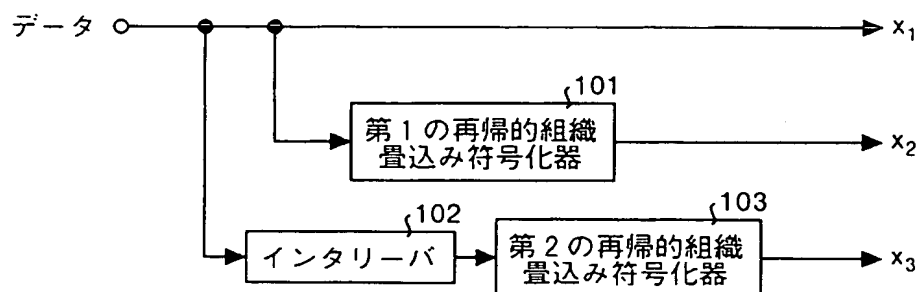 データ
x1
101
第1の再帰的組織
畳込み符号化器
x2
102
インタリーバ
103
第2の再帰的組織
畳込み符号化器
x3